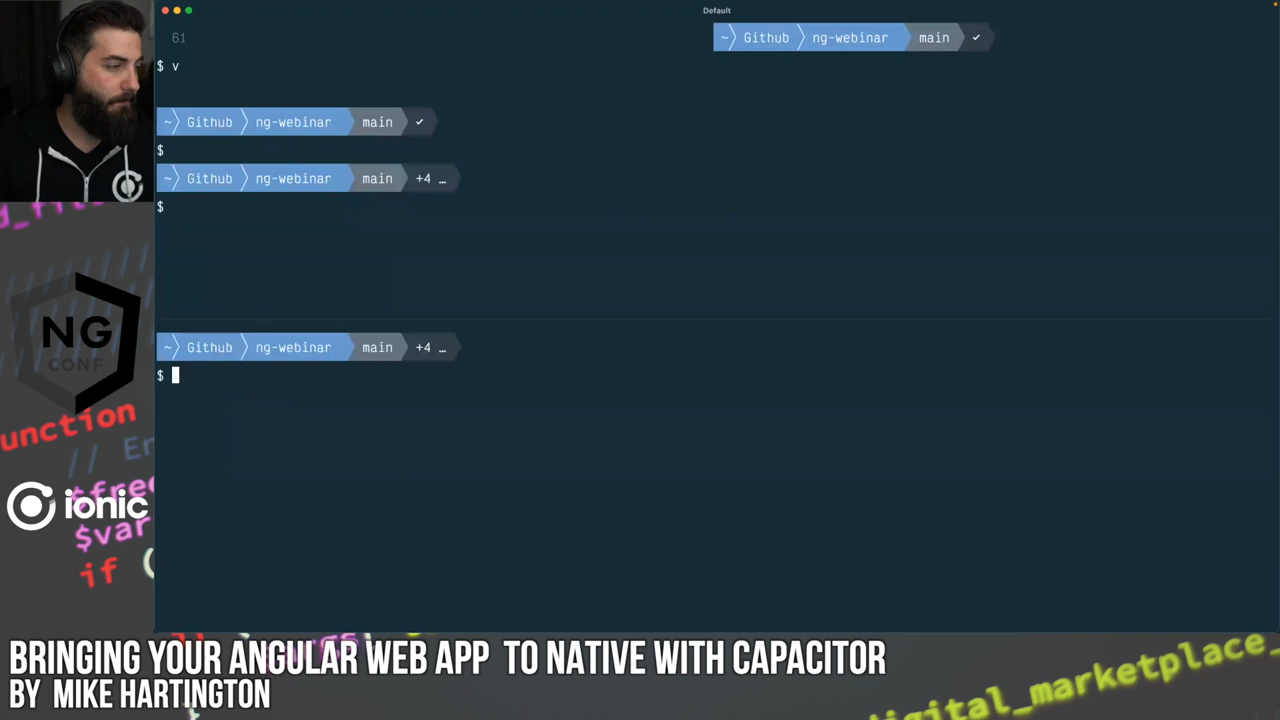 Default
61
~ Github ng-webinar main ✓
$ v
~ Github ng-webinar main ✓
$
~ Github ng-webinar main +4 …
$
~ Github ng-webinar main +4 …
$
NG
CONF
unction
// En
$free
ionic
$var
if (
BRINGING YOUR ANGULAR WEB APP TO NATIVE WITH CAPACITOR
BY MIKE HARTINGTON
digital_marketplace_